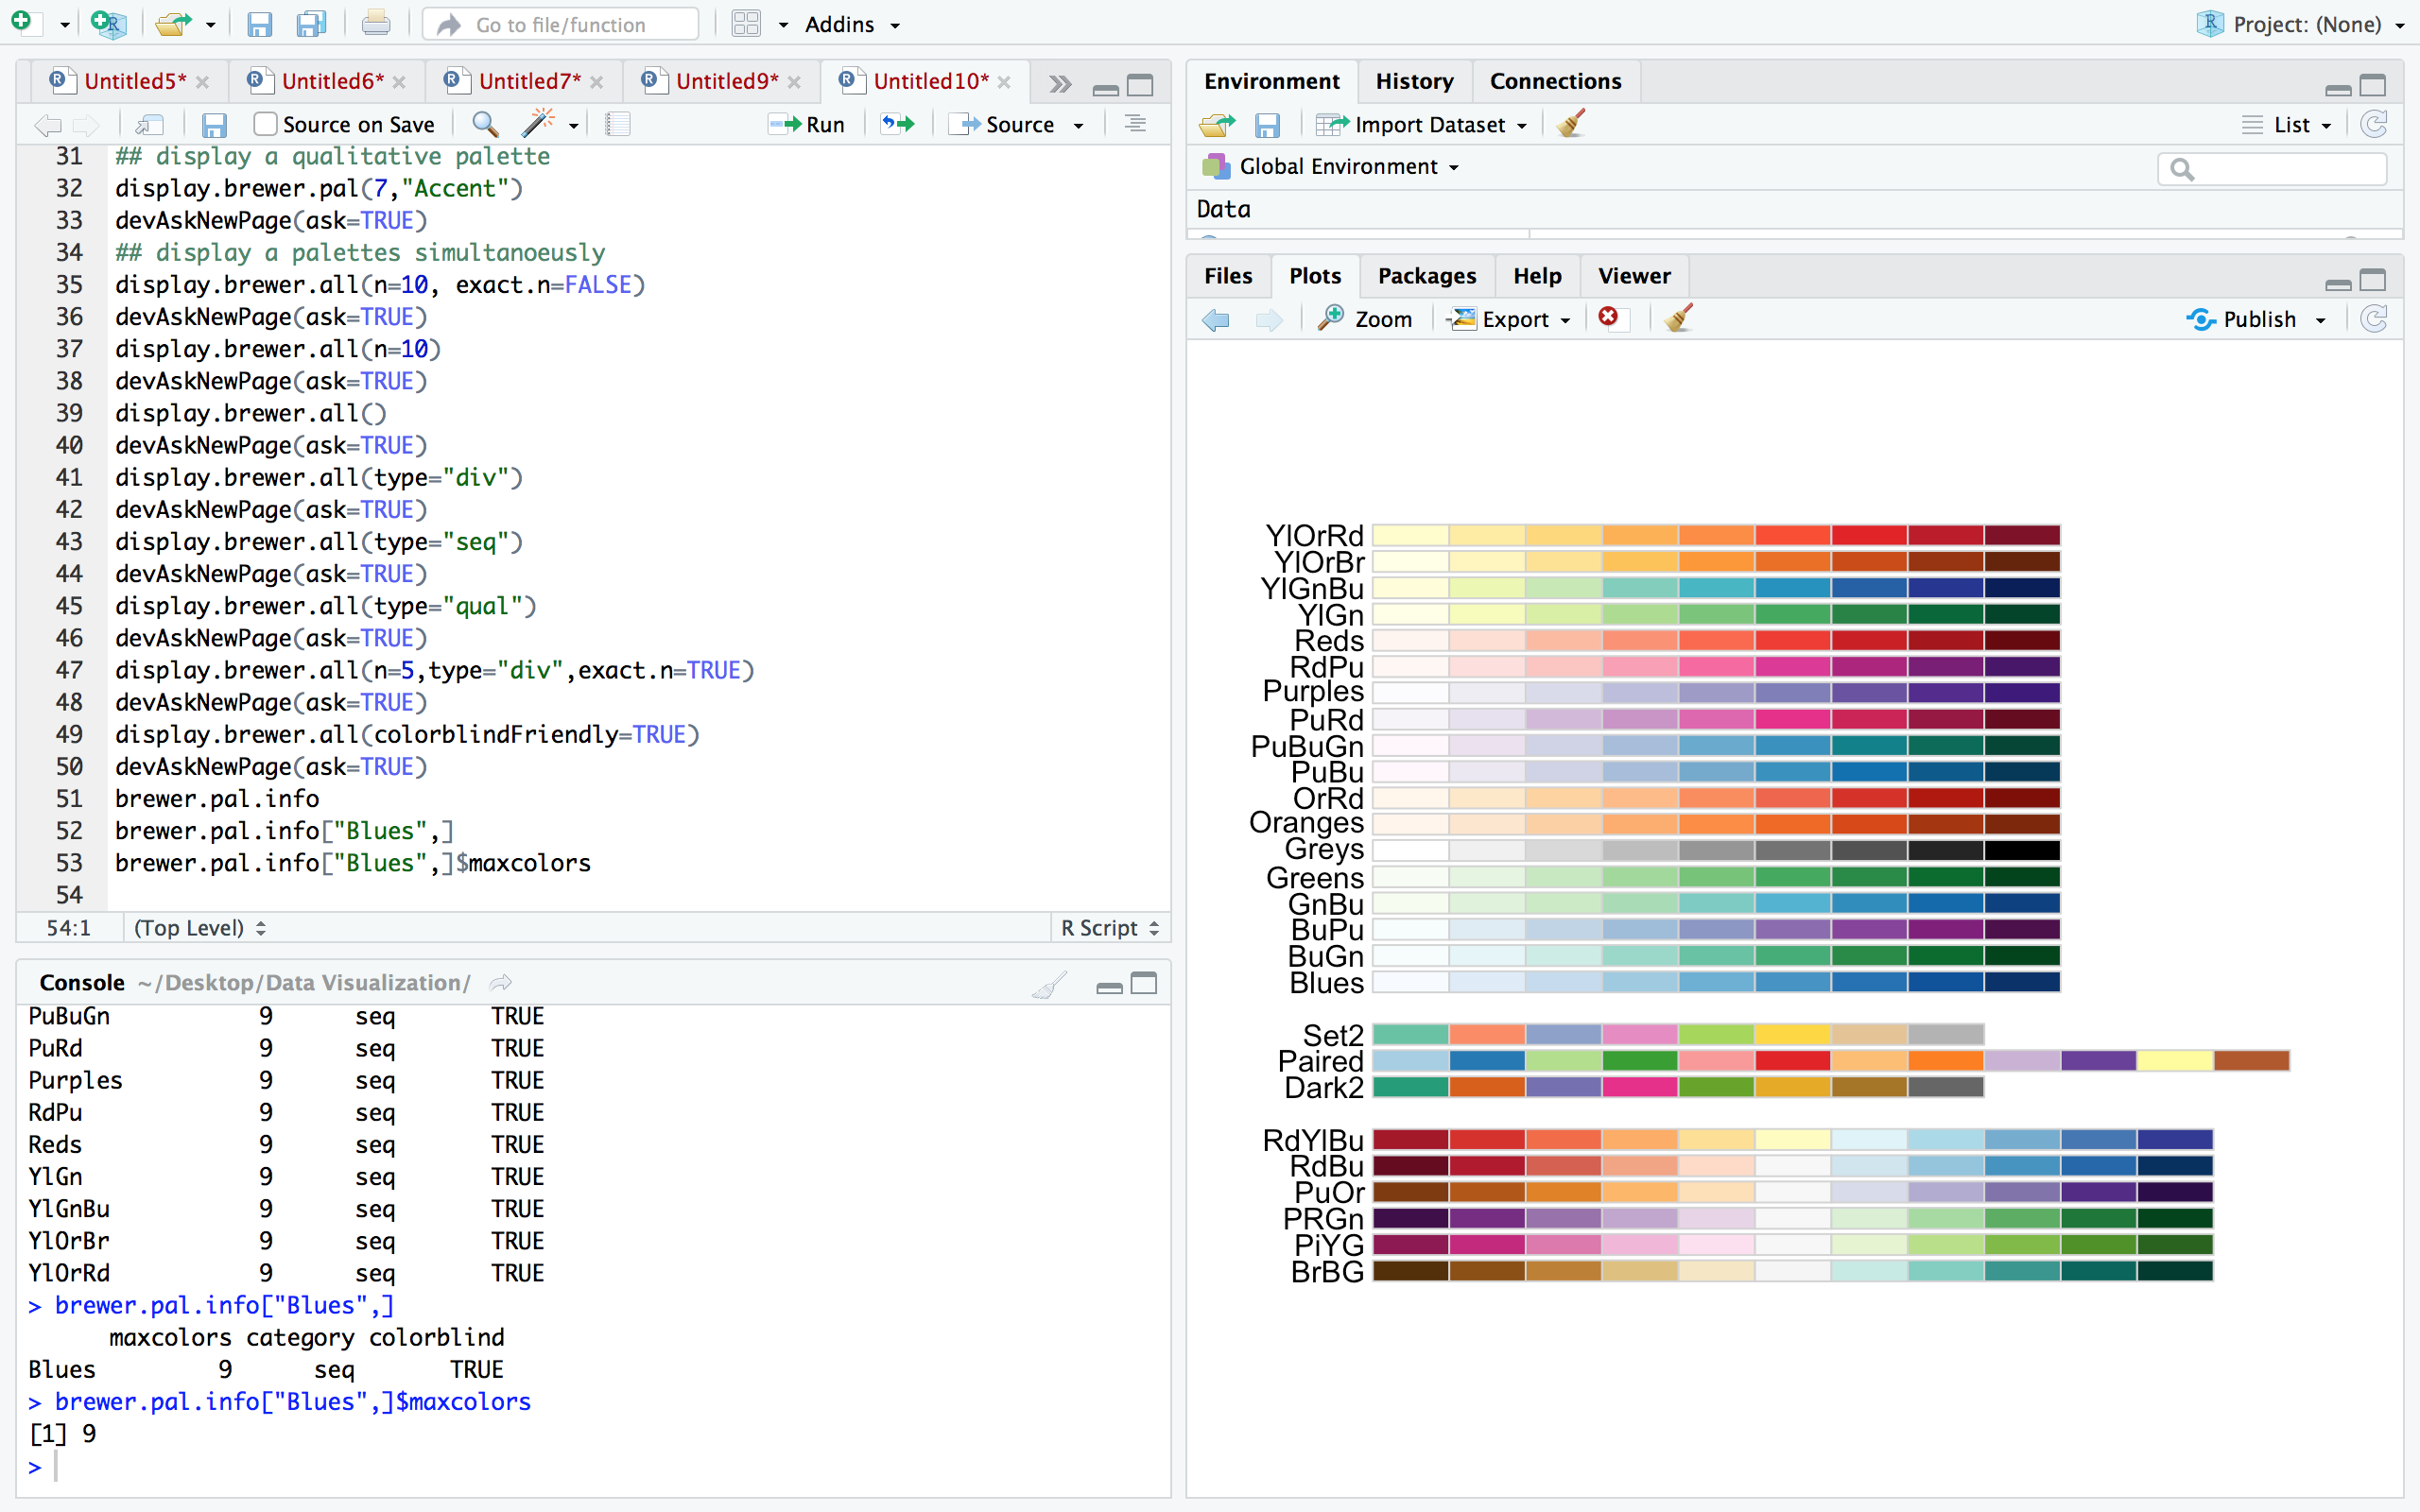 Go to file/function
Addins
Project: (None)
Untitled5*
Untitled6*
Untitled7*
Untitled9*
Untitled10*
Source on Save
Run
Source
31 ## display a qualitative palette
32 display.brewer.pal(7,"Accent")
33 devAskNewPage(ask=TRUE)
34 ## display a palettes simultanoeusly
35 display.brewer.all(n=10, exact.n=FALSE)
36 devAskNewPage(ask=TRUE)
37 display.brewer.all(n=10)
38 devAskNewPage(ask=TRUE)
39 display.brewer.all()
40 devAskNewPage(ask=TRUE)
41 display.brewer.all(type="div")
42 devAskNewPage(ask=TRUE)
43 display.brewer.all(type="seq")
44 devAskNewPage(ask=TRUE)
45 display.brewer.all(type="qual")
46 devAskNewPage(ask=TRUE)
47 display.brewer.all(n=5,type="div",exact.n=TRUE)
48 devAskNewPage(ask=TRUE)
49 display.brewer.all(colorblindFriendly=TRUE)
50 devAskNewPage(ask=TRUE)
51 brewer.pal.info
52 brewer.pal.info["Blues",]
53 brewer.pal.info["Blues",]$maxcolors
54
54:1 (Top Level) R Script
Console ~/Desktop/Data Visualization/
PuBuGn 9 seq TRUE
PuRd 9 seq TRUE
Purples 9 seq TRUE
RdPu 9 seq TRUE
Reds 9 seq TRUE
YlGn 9 seq TRUE
YlGnBu 9 seq TRUE
YlOrBr 9 seq TRUE
YlOrRd 9 seq TRUE
> brewer.pal.info["Blues",]
maxcolors category colorblind
Blues 9 seq TRUE
> brewer.pal.info["Blues",]$maxcolors
[1] 9
>
Environment History Connections
Import Dataset List
Global Environment
Data
Files Plots Packages Help Viewer
Zoom Export Publish
YlOrRd
YlOrBr
YlGnBu
YlGn
Reds
RdPu
Purples
PuRd
PuBuGn
PuBu
OrRd
Oranges
Greys
Greens
GnBu
BuPu
BuGn
Blues
Set2
Paired
Dark2
RdYlBu
RdBu
PuOr
PRGn
PiYG
BrBG